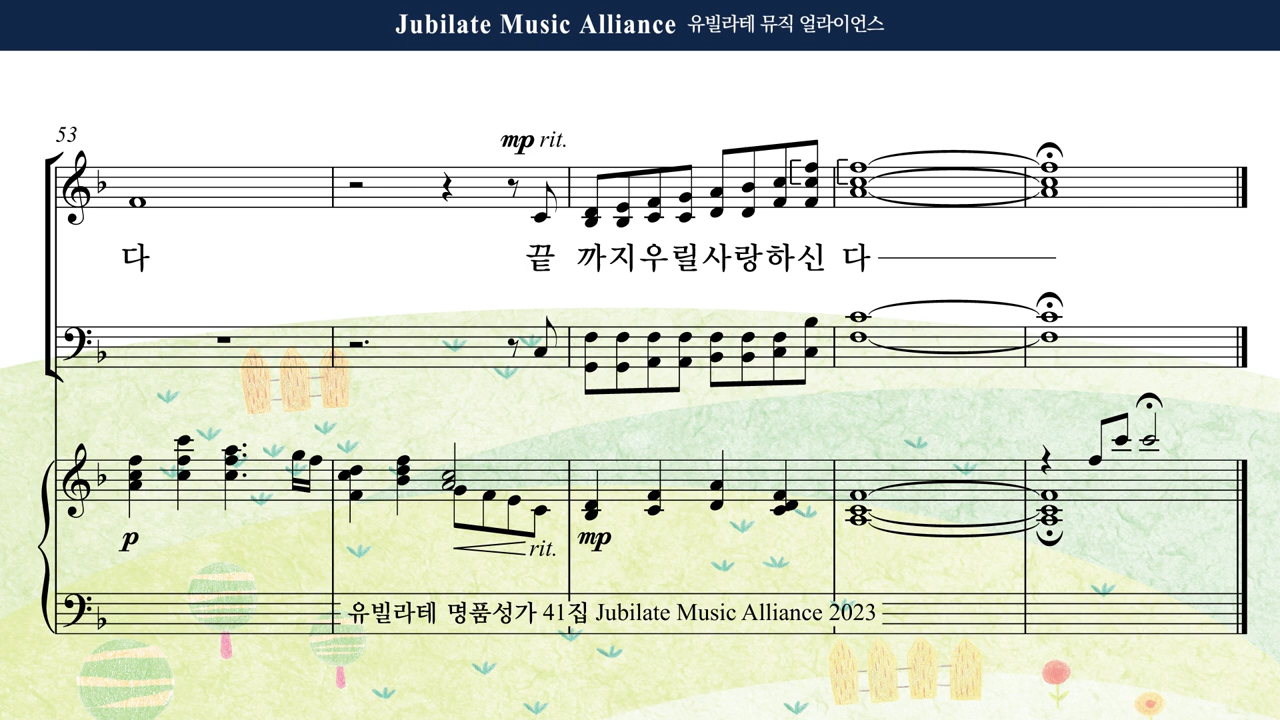 Jubilate Music Alliance 유빌라테 뮤직 얼라이언스
53
mp rit.
다 끝 까지우릴사랑하신 다
p rit. mp
유빌라테 명품성가 41집 Jubilate Music Alliance 2023